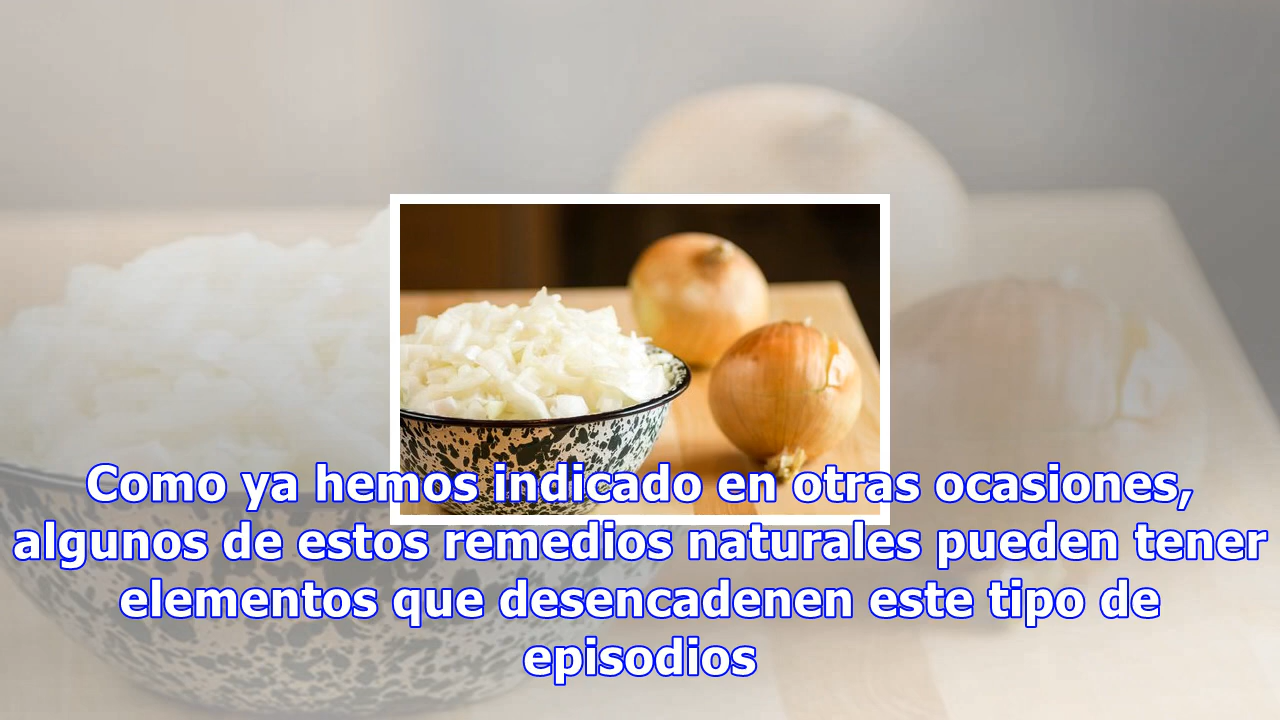 Como ya hemos indicado en otras ocasiones,
algunos de estos remedios naturales pueden tener
elementos que desencadenen este tipo de
episodios